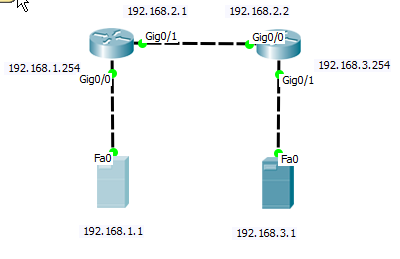 192.168.2.1
192.168.2.2
Gig0/1
Gig0/0
192.168.1.254
192.168.3.254
Gig0/0
Gig0/1
Fa0
Fa0
192.168.1.1
192.168.3.1